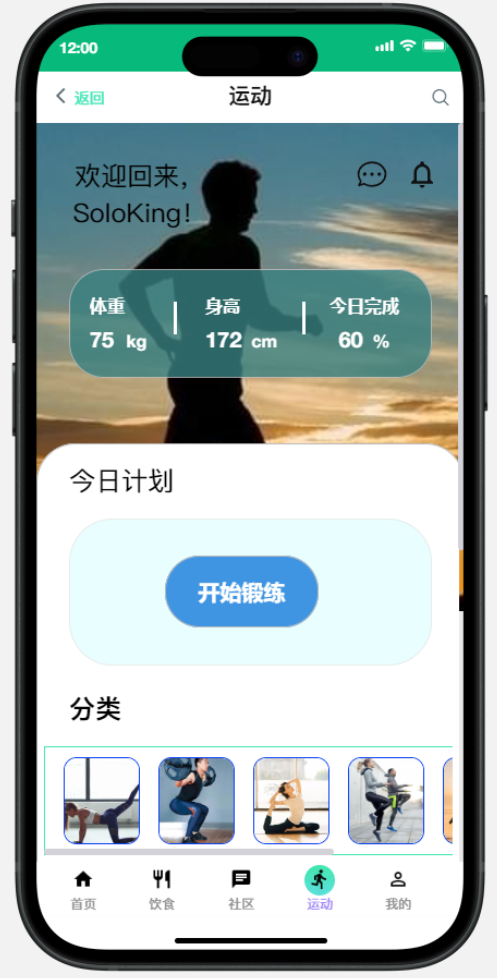 12:00
返回
运动
欢迎回来，
SoloKing！
体重
身高
今日完成
75 kg
172 cm
60 %
今日计划
开始锻练
分类
首页
饮食
社区
运动
我的